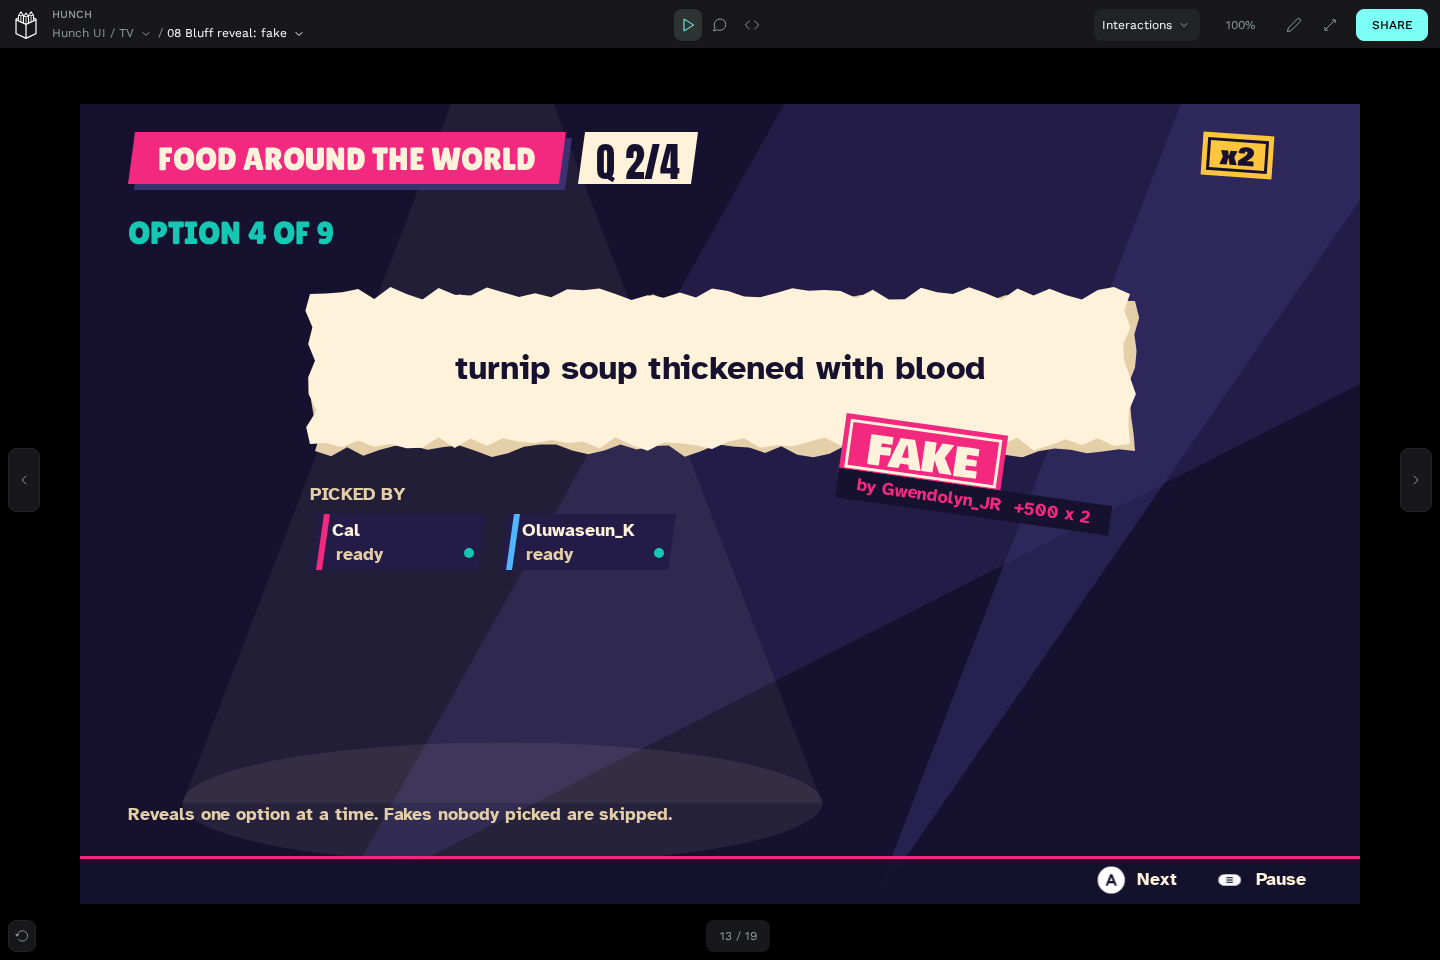 HUNCH
Hunch UI / TV / 08 Bluff reveal: fake
Interactions
100%
SHARE
FOOD AROUND THE WORLD
Q 2/4
x2
OPTION 4 OF 9
turnip soup thickened with blood
FAKE
by Gwendolyn_JR +500 x 2
PICKED BY
Cal
ready
Oluwaseun_K
ready
Reveals one option at a time. Fakes nobody picked are skipped.
A Next
Pause
13 / 19